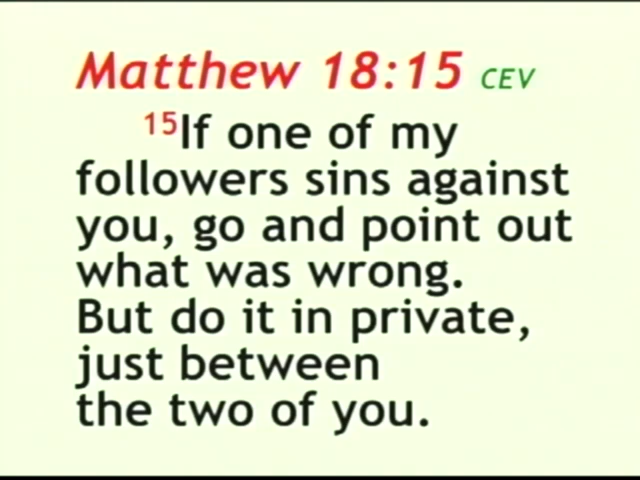 Matthew 18:15 CEV
15If one of my
followers sins against
you, go and point out
what was wrong.
But do it in private,
just between
the two of you.